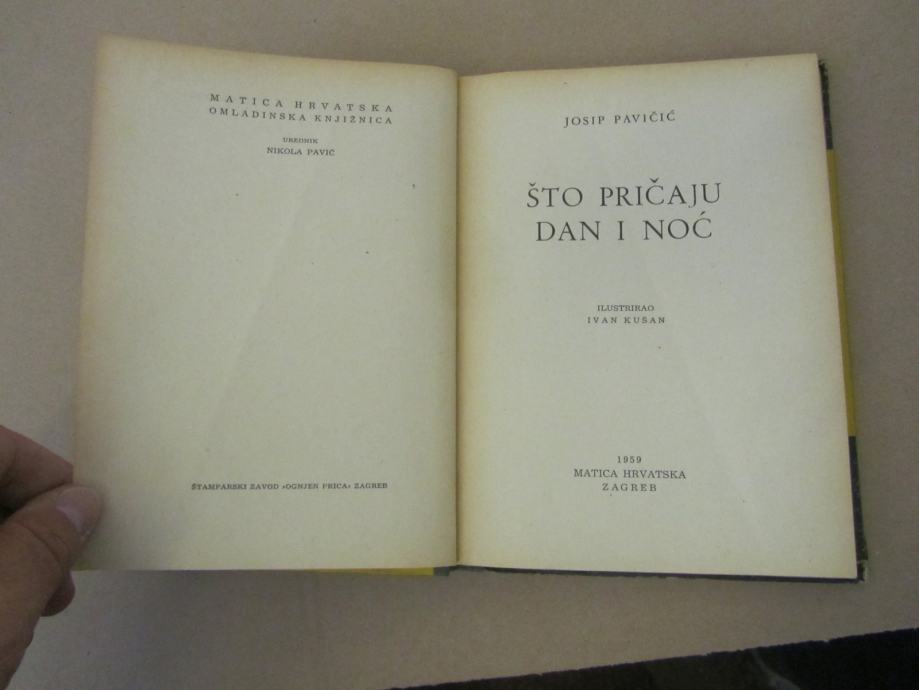 MATICA HRVATSKA
OMLADINSKA KNJIŽNICA
UREDNIK
NIKOLA PAVIĆ
ŠTAMPARSKI ZAVOD »OGNJEN PRICA« ZAGREB
JOSIP PAVIČIĆ
ŠTO PRIČAJU
DAN I NOĆ
ILUSTRIRAO
IVAN KUŠAN
1959
MATICA HRVATSKA
ZAGREB